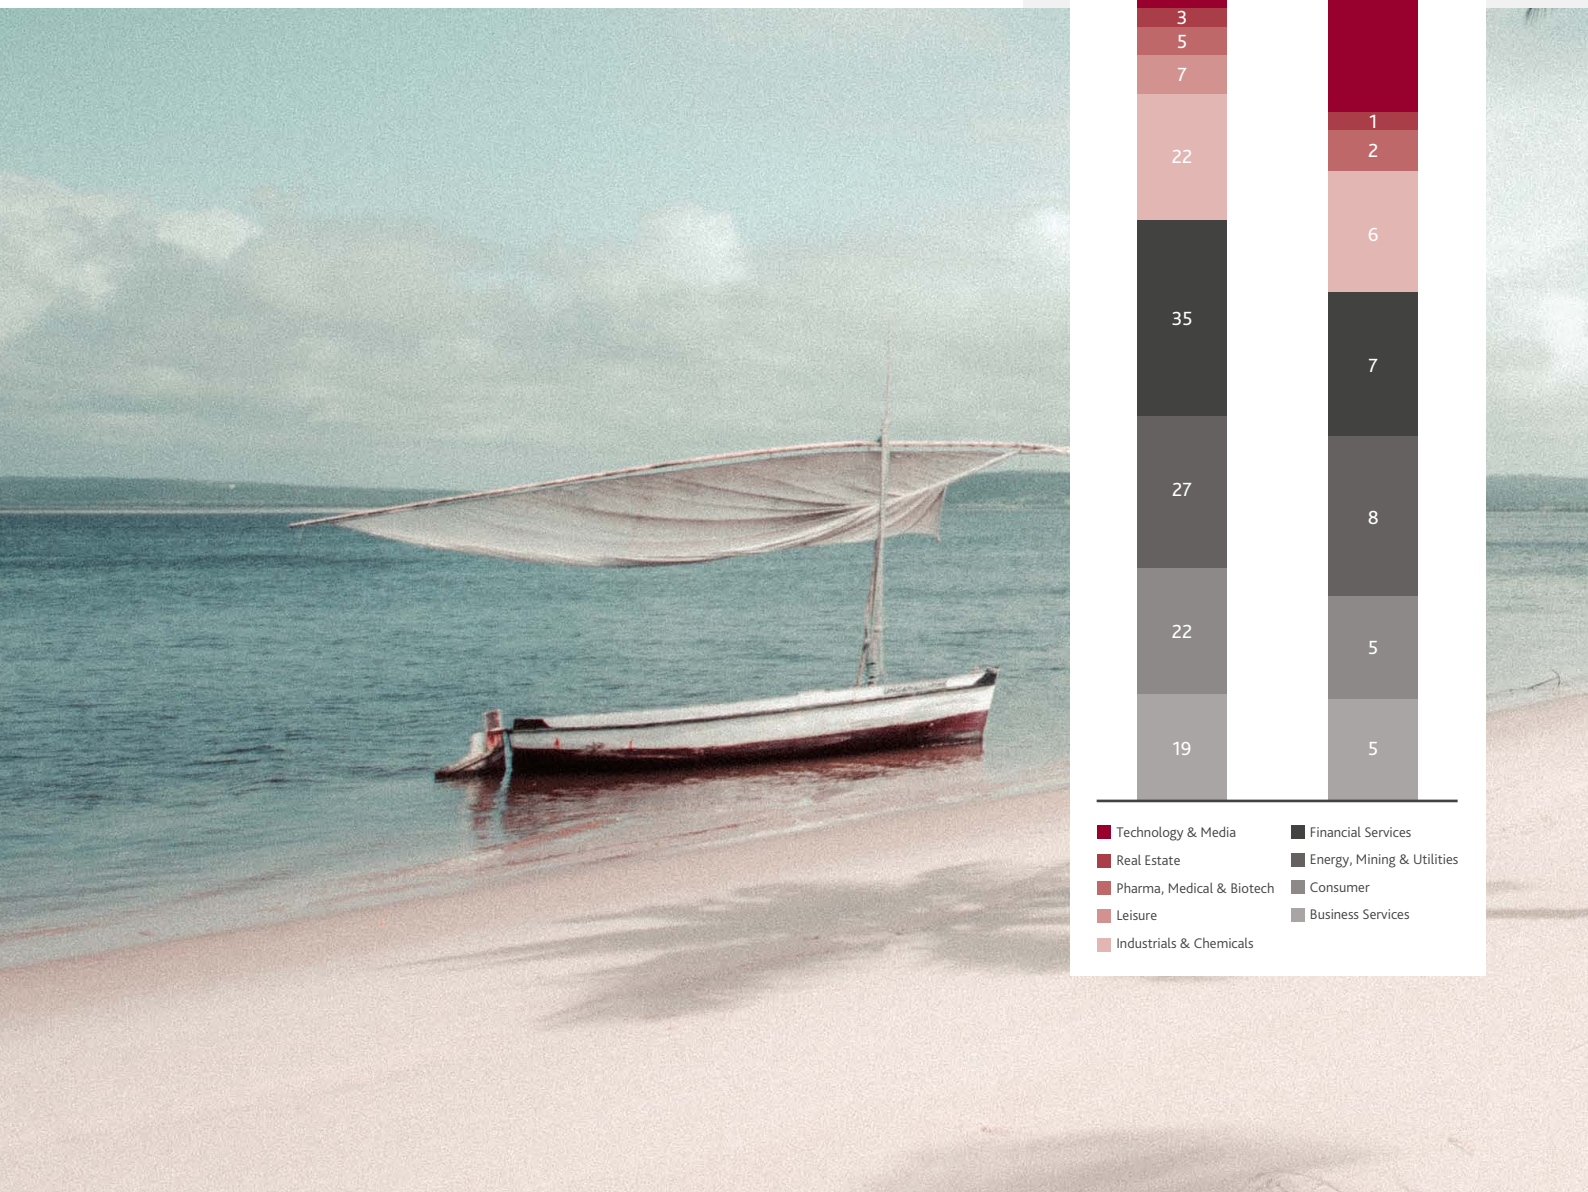 3
5
7
22
35
27
22
19
1
2
6
7
8
5
5
Technology & Media
Real Estate
Pharma, Medical & Biotech
Leisure
Industrials & Chemicals
Financial Services
Energy, Mining & Utilities
Consumer
Business Services